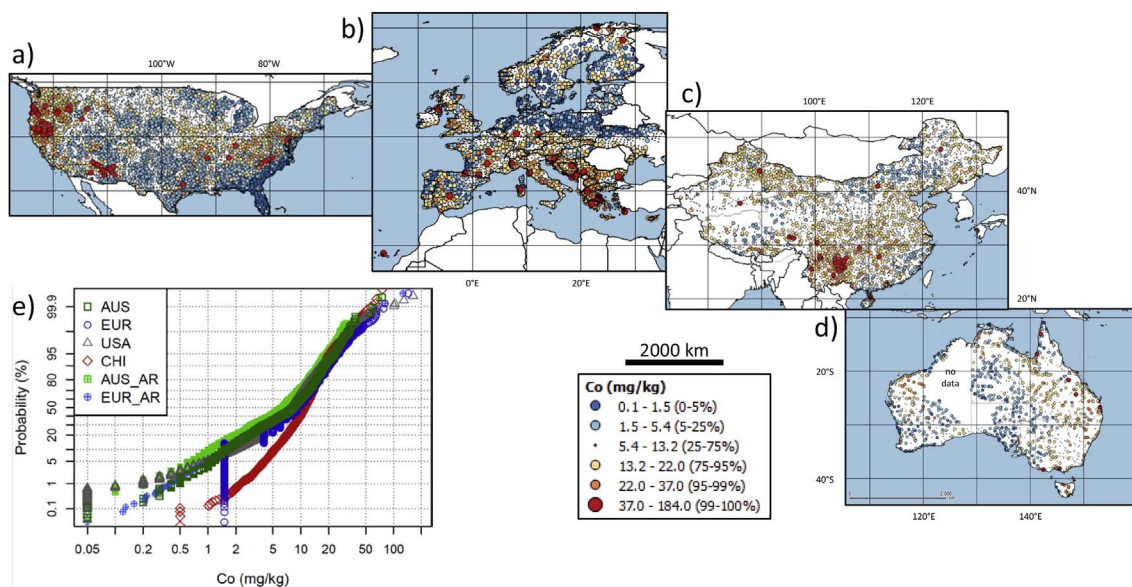 a)
100°W
80°W
b)
0°E
20°E
c)
100°E
120°E
40°N
20°N
e)
AUS
EUR
USA
CHI
AUS_AR
EUR_AR
Probability (%)
99.9
95
80
50
20
5
1
0.1
0.05
0.2
0.5
1
2
5
10
20
50
100
Co (mg/kg)
2000 km
Co (mg/kg)
0.1 - 1.5 (0-5%)
1.5 - 5.4 (5-25%)
5.4 - 13.2 (25-75%)
13.2 - 22.0 (75-95%)
22.0 - 37.0 (95-99%)
37.0 - 184.0 (99-100%)
d)
no
data
20°S
40°S
120°E
140°E